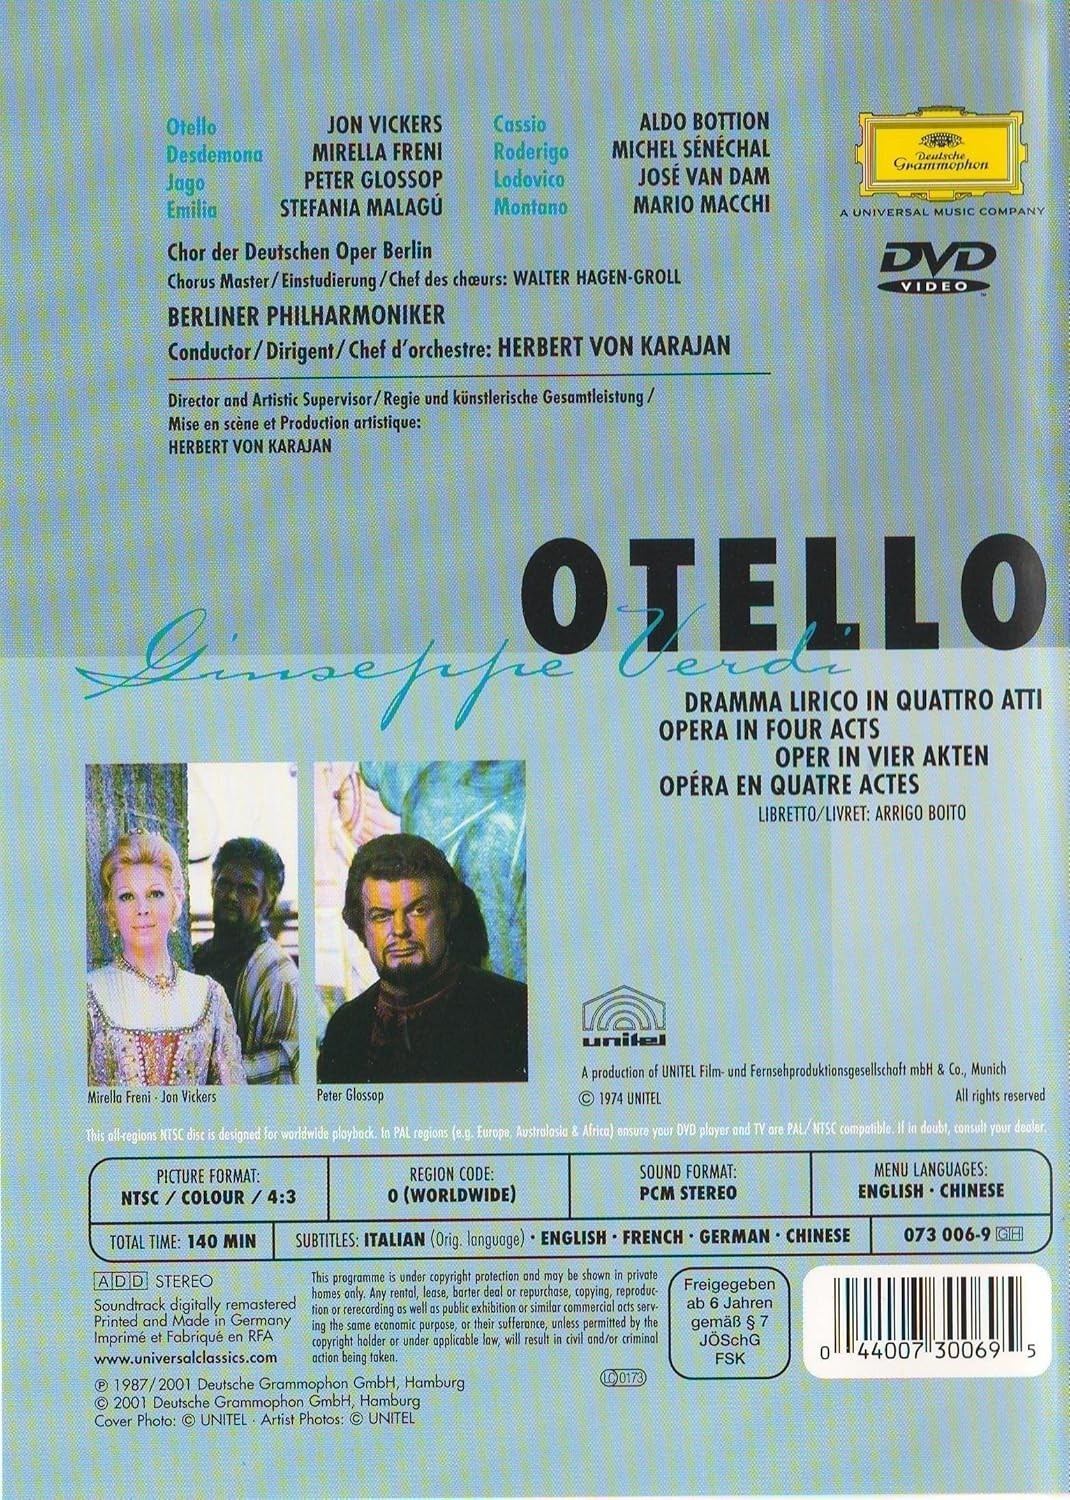 Otello JON VICKERS
Desdemona MIRELLA FRENI
Jago PETER GLOSSOP
Emilia STEFANIA MALAGÚ
Cassio ALDO BOTTION
Roderigo MICHEL SÉNÉCHAL
Lodovico JOSÉ VAN DAM
Montano MARIO MACCHI
Deutsche
Grammophon
A UNIVERSAL MUSIC COMPANY
DVD
VIDEO™
Chor der Deutschen Oper Berlin
Chorus Master/Einstudierung/Chef des chœurs: WALTER HAGEN-GROLL
BERLINER PHILHARMONIKER
Conductor/Dirigent/Chef d'orchestre: HERBERT VON KARAJAN
Director and Artistic Supervisor/Regie und künstlerische Gesamtleistung/
Mise en scène et Production artistique:
HERBERT VON KARAJAN
OTELLO
Giuseppe Verdi
DRAMMA LIRICO IN QUATTRO ATTI
OPERA IN FOUR ACTS
OPER IN VIER AKTEN
OPÉRA EN QUATRE ACTES
LIBRETTO/LIVRET: ARRIGO BOITO
Mirella Freni · Jon Vickers
Peter Glossop
unitel
A production of UNITEL Film- und Fernsehproduktionsgesellschaft mbH & Co., Munich
© 1974 UNITEL All rights reserved
This all-regions NTSC disc is designed for worldwide playback. In PAL regions (e.g. Europe, Australasia & Africa) ensure your DVD player and TV are PAL/NTSC compatible. If in doubt, consult your dealer.
PICTURE FORMAT:
NTSC / COLOUR / 4:3
REGION CODE:
0 (WORLDWIDE)
SOUND FORMAT:
PCM STEREO
MENU LANGUAGES:
ENGLISH · CHINESE
TOTAL TIME: 140 MIN
SUBTITLES: ITALIAN (Orig. language) · ENGLISH · FRENCH · GERMAN · CHINESE
073 006-9 GH
ADD STEREO
Soundtrack digitally remastered
Printed and Made in Germany
Imprimé et Fabriqué en RFA
www.universalclassics.com
This programme is under copyright protection and may be shown in private
homes only. Any rental, lease, barter deal or repurchase, copying, reproduc-
tion or rerecording as well as public exhibition or similar commercial acts serv-
ing the same economic purpose, or their sufferance, unless permitted by the
copyright holder or under applicable law, will result in civil and/or criminal
action being taken.
Freigegeben
ab 6 Jahren
gemäß § 7
JÖSchG
FSK
0 44007 30069 5
LC 0173
℗ 1987/2001 Deutsche Grammophon GmbH, Hamburg
© 2001 Deutsche Grammophon GmbH, Hamburg
Cover Photo: © UNITEL · Artist Photos: © UNITEL